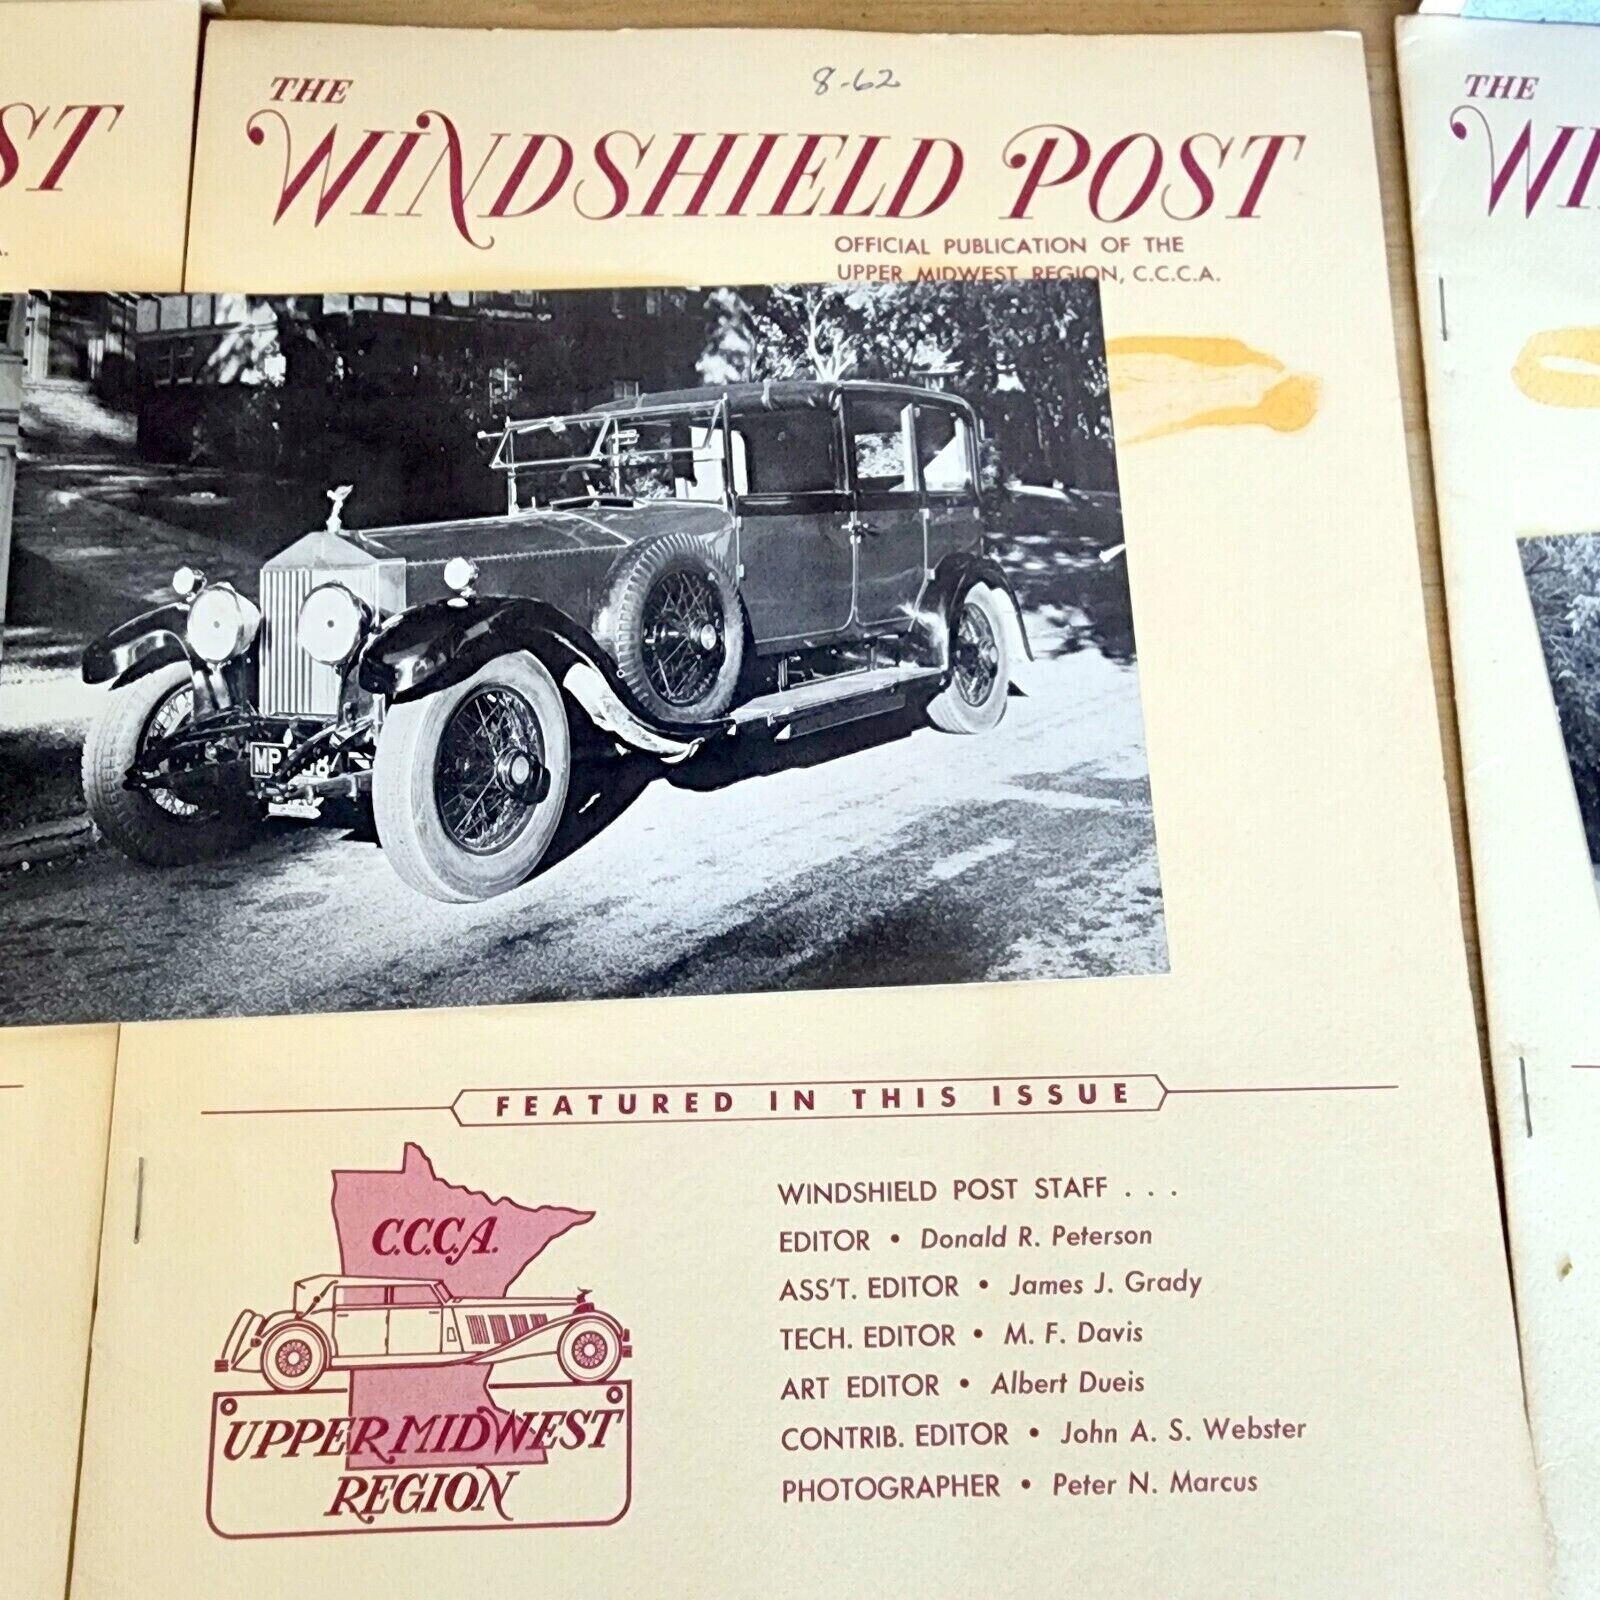 ST
A.
8-62
THE
WINDSHIELD POST
OFFICIAL PUBLICATION OF THE
UPPER MIDWEST REGION, C.C.C.A.
MP
FEATURED IN THIS ISSUE
C.C.C.A.
UPPER MIDWEST
REGION
WINDSHIELD POST STAFF . . .
EDITOR • Donald R. Peterson
ASS'T. EDITOR • James J. Grady
TECH. EDITOR • M. F. Davis
ART EDITOR • Albert Dueis
CONTRIB. EDITOR • John A. S. Webster
PHOTOGRAPHER • Peter N. Marcus
THE
WI